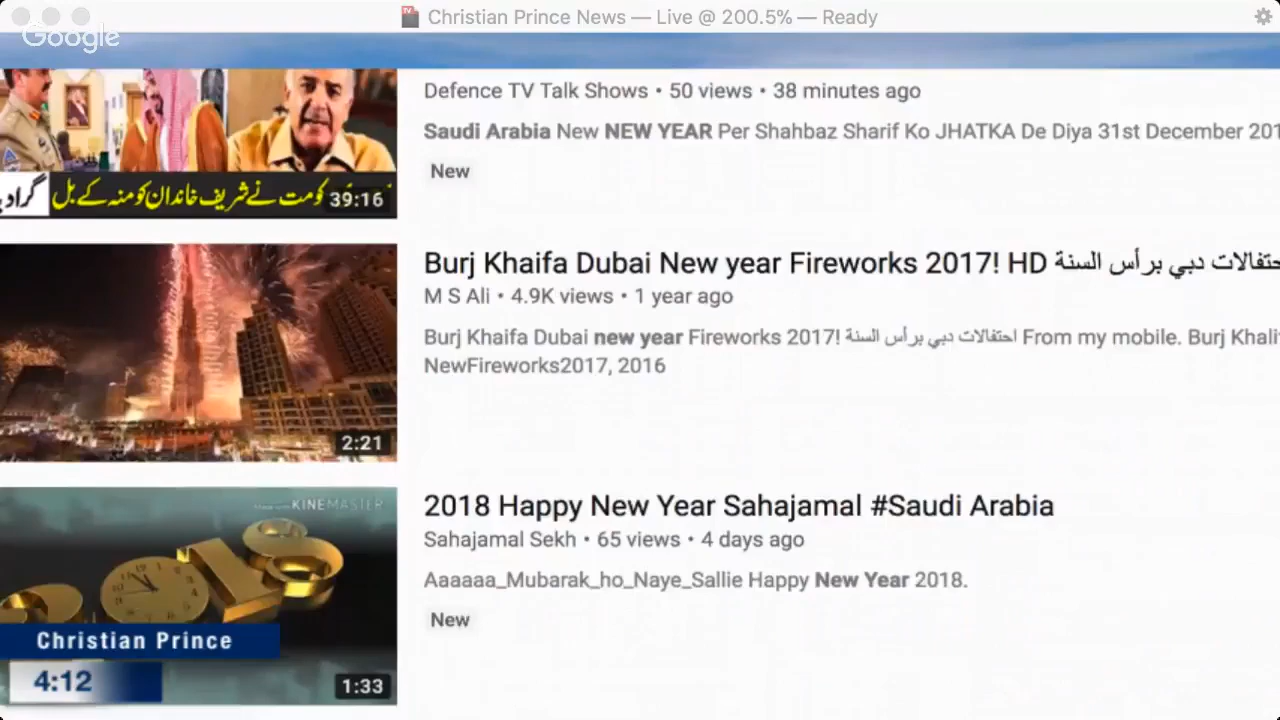 Christian Prince News — Live @ 200.5% — Ready
Google
Defence TV Talk Shows • 50 views • 38 minutes ago
Saudi Arabia New NEW YEAR Per Shahbaz Sharif Ko JHATKA De Diya 31st December 201
New
کومت نے شریف خاندان کو منہ کے بل
39:16
Burj Khaifa Dubai New year Fireworks 2017! HD احتفالات دبي برأس السنة
M S Ali • 4.9K views • 1 year ago
Burj Khaifa Dubai new year Fireworks 2017! احتفالات دبي برأس السنة From my mobile. Burj Khali
NewFireworks2017, 2016
2:21
Made with KINEMASTER
2018 Happy New Year Sahajamal #Saudi Arabia
Sahajamal Sekh • 65 views • 4 days ago
Aaaaaa_Mubarak_ho_Naye_Sallie Happy New Year 2018.
New
Christian Prince
4:12
1:33